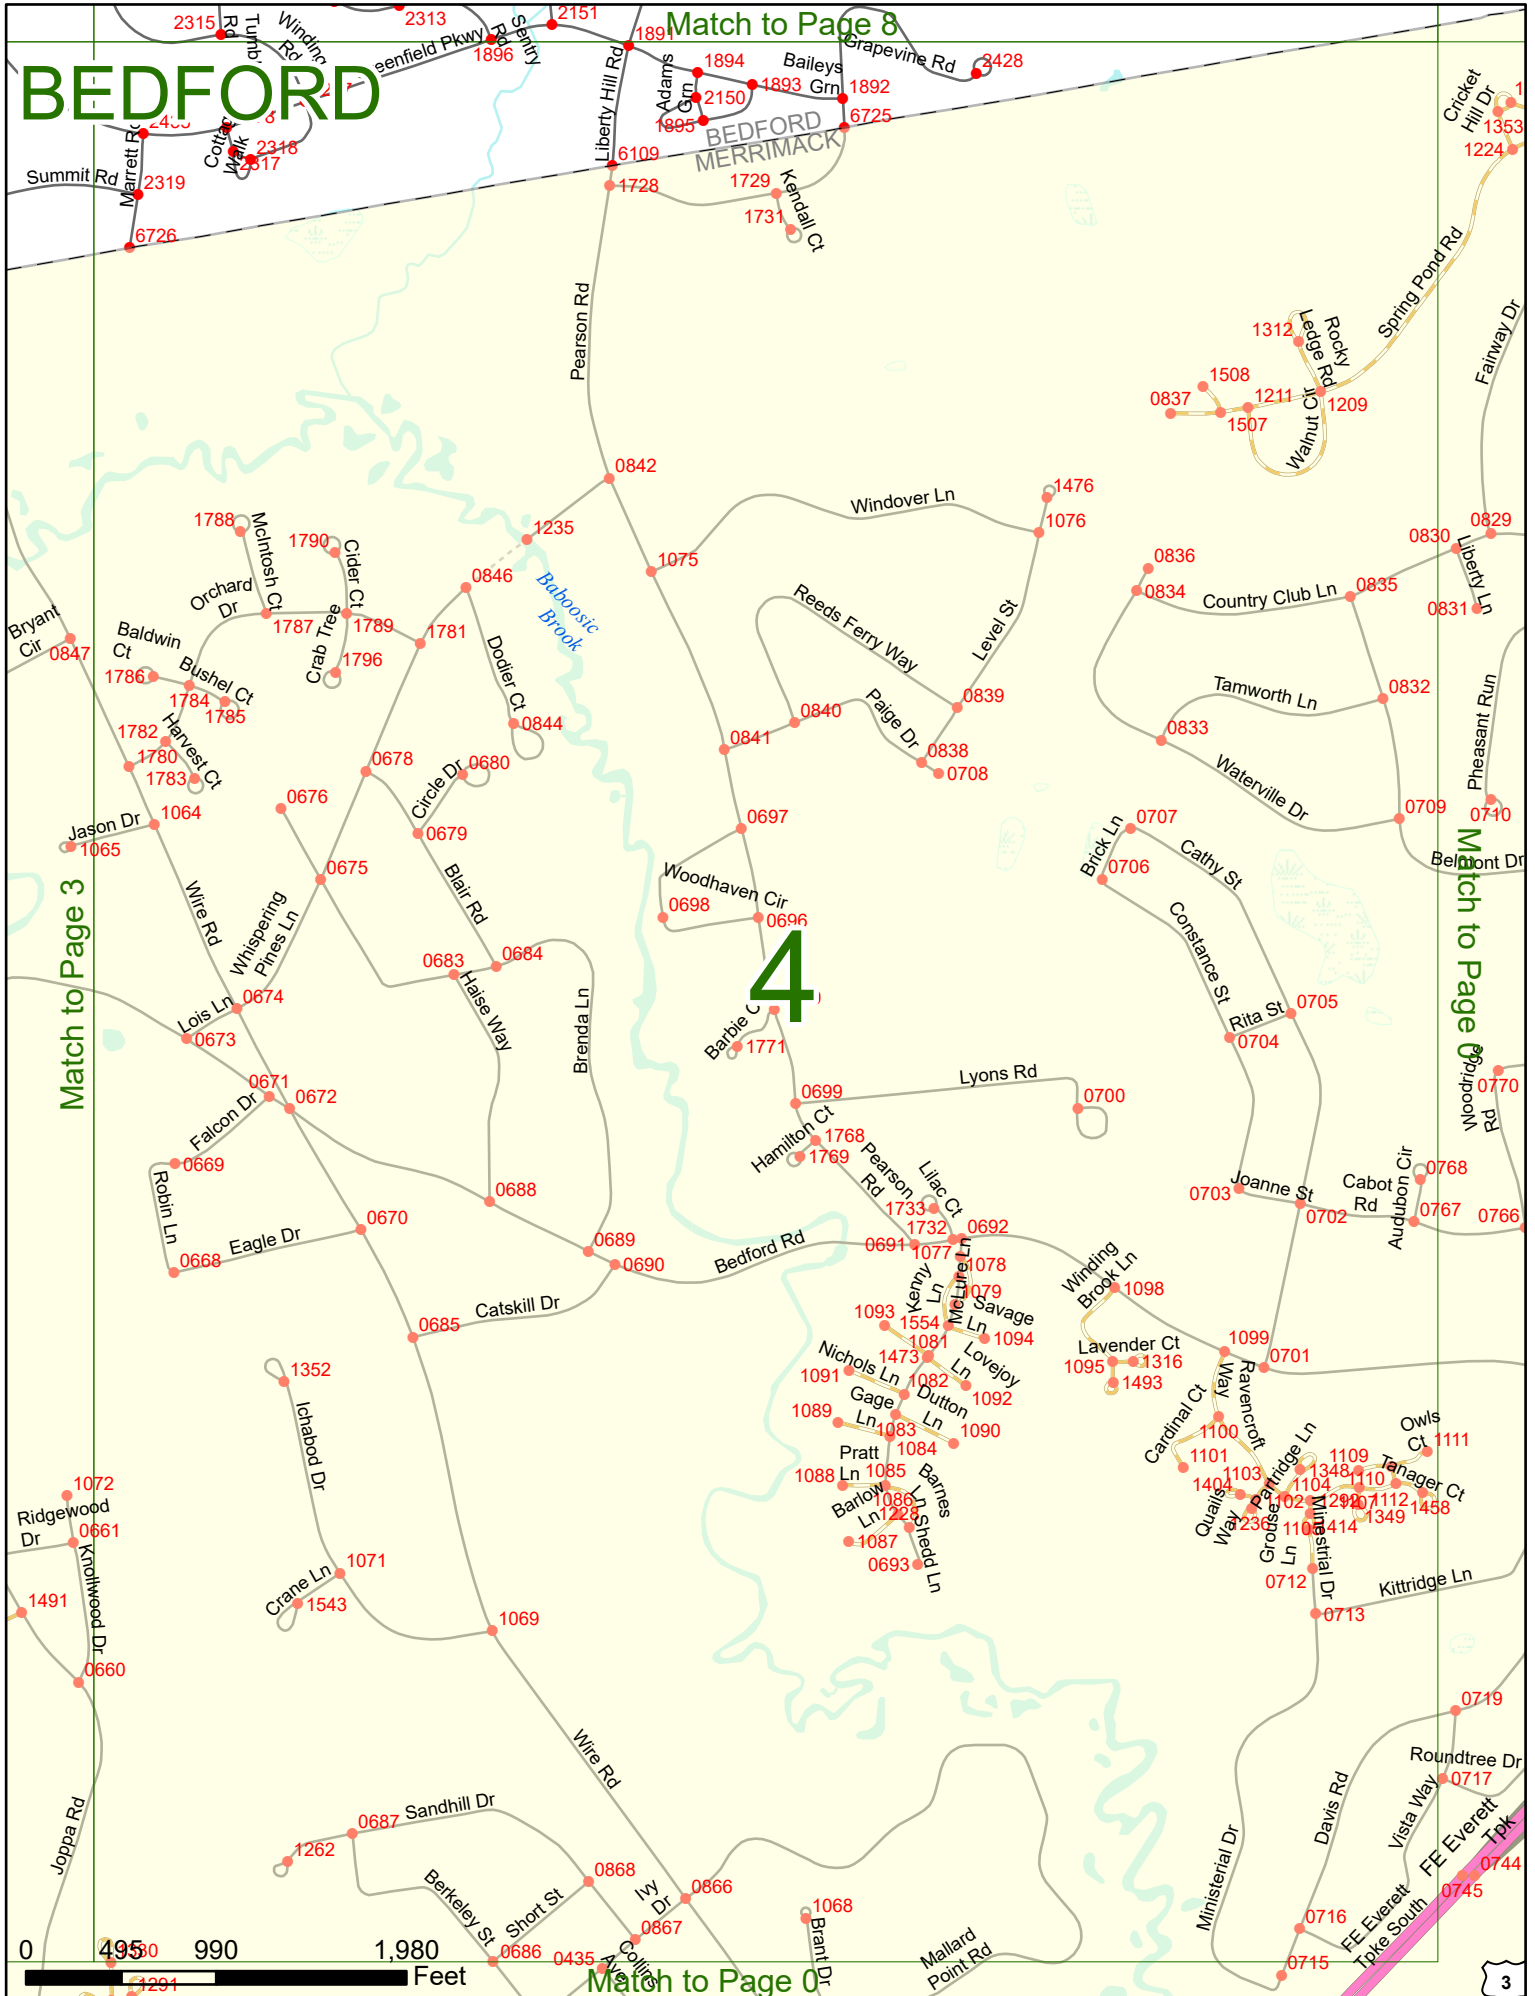 Match to Page 8
BEDFORD
2315
2313
2151
1896
1891
1894
1893
2150
1895
1892
6725
2428
Sentry
Rd
Winding
Rd
Liberty Hill Rd
Adams
Grn
Baileys
Grn
Grapevine Rd
BEDFORD
MERRIMACK
Cricket
Hill Dr
1353
1224
Marrett Rd
Walk
2318
2317
Summit Rd
2319
6726
6109
1728
1729
1731
Kendall Ct
Pearson Rd
Spring Pond Rd
Fairway Dr
1312
Rocky
Ledge Rd
1508
0837
1211
1507
1209
Walnut Cir
0842
1235
0846
1075
Windover Ln
1476
1076
0829
0830
Liberty Ln
0831
0836
0834
Country Club Ln
0835
1788
McIntosh Ct
1790
Cider Ct
Orchard
Dr
1787
1789
Crab Tree
1796
1781
Bryant
Cir
0847
Baldwin
Ct
1786
Bushel Ct
1784
1785
1782
Harvest Ct
1780
1783
Dodier Ct
0844
Baboosic
Brook
Reeds Ferry Way
Level St
0839
0840
Paige Dr
0841
0838
0708
Tamworth Ln
0832
0833
Waterville Dr
0709
Pheasant Run
0710
Belmont Dr
0678
Circle Dr
0680
0679
0676
0675
Jason Dr
1064
1065
Wire Rd
Whispering
Pines Ln
Blair Rd
0697
Woodhaven Cir
0698
0696
Brick Ln
0707
0706
Cathy St
Constance St
Match to Page 3
Match to Page 0
4
0683
0684
Haise Way
Brenda Ln
0674
Lois Ln
0673
0671
0672
Falcon Dr
0669
Robin Ln
0668
Eagle Dr
0670
0688
0689
0690
Barbie
1771
0699
Lyons Rd
0700
Hamilton Ct
1768
1769
Pearson
Rd
Lilac Ct
1733
1732
0692
0691
1077
Bedford Rd
0705
Rita St
0704
0703
Joanne St
0702
Cabot
Rd
Audubon Cir
0768
0767
0766
Woodridge
Rd
0770
Catskill Dr
0685
1078
1079
Kenny
Ln
McLure Ln
Savage
Ln
1094
1093
1554
1081
1473
Lovejoy
Ln
1092
Nichols Ln
1091
1082
Dutton
Ln
1090
Gage
Ln
1089
1083
1084
Pratt
Ln
1088
1085
Barlow
Ln
1086
1228
Barnes
Ln
1087
Shedd Ln
0693
Winding
Brook Ln
1098
Lavender Ct
1095
1316
1493
1099
0701
Ravencroft
Way
Cardinal Ct
1100
1101
Partridge Ln
1348
1109
Owls
Ct
1111
Tanager Ct
1110
1112
1458
1404
1103
1104
1102
1292
1107
1349
Quails
Way
1236
Grouse
Ln
1414
Ministrial Dr
0712
0713
Kittridge Ln
1352
Ichabod Dr
1072
Ridgewood
Dr
0661
Knollwood Dr
1491
0660
Crane Ln
1071
1543
1069
Wire Rd
Joppa Rd
0719
Roundtree Dr
0717
Vista Way
Davis Rd
Ministerial Dr
FE Everett
Tpk
0744
0745
FE Everett
Tpke South
0716
0715
3
0687
Sandhill Dr
1262
Berkeley St
Short St
0868
Ivy
Dr
0866
0867
0686
0435
Collins
Ave
1068
Brant Dr
Mallard
Point Rd
1291
0 495 990 1,980
Feet
Match to Page 0